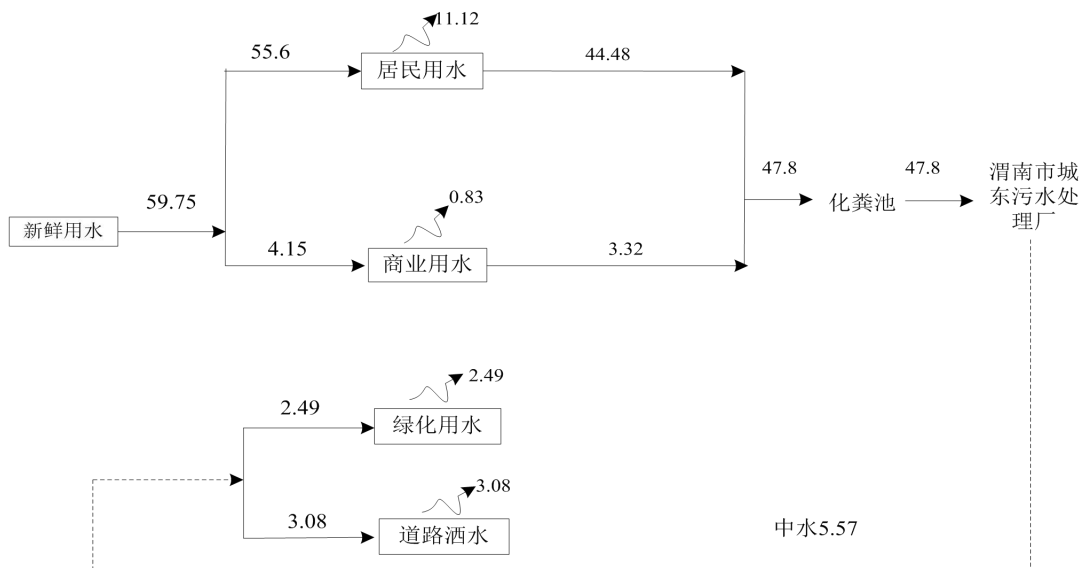 11.12
55.6
居民用水
44.48
59.75
新鲜用水
0.83
4.15
商业用水
3.32
47.8
化粪池
47.8
渭南市城
东污水处
理厂
2.49
2.49
绿化用水
3.08
3.08
道路洒水
中水5.57